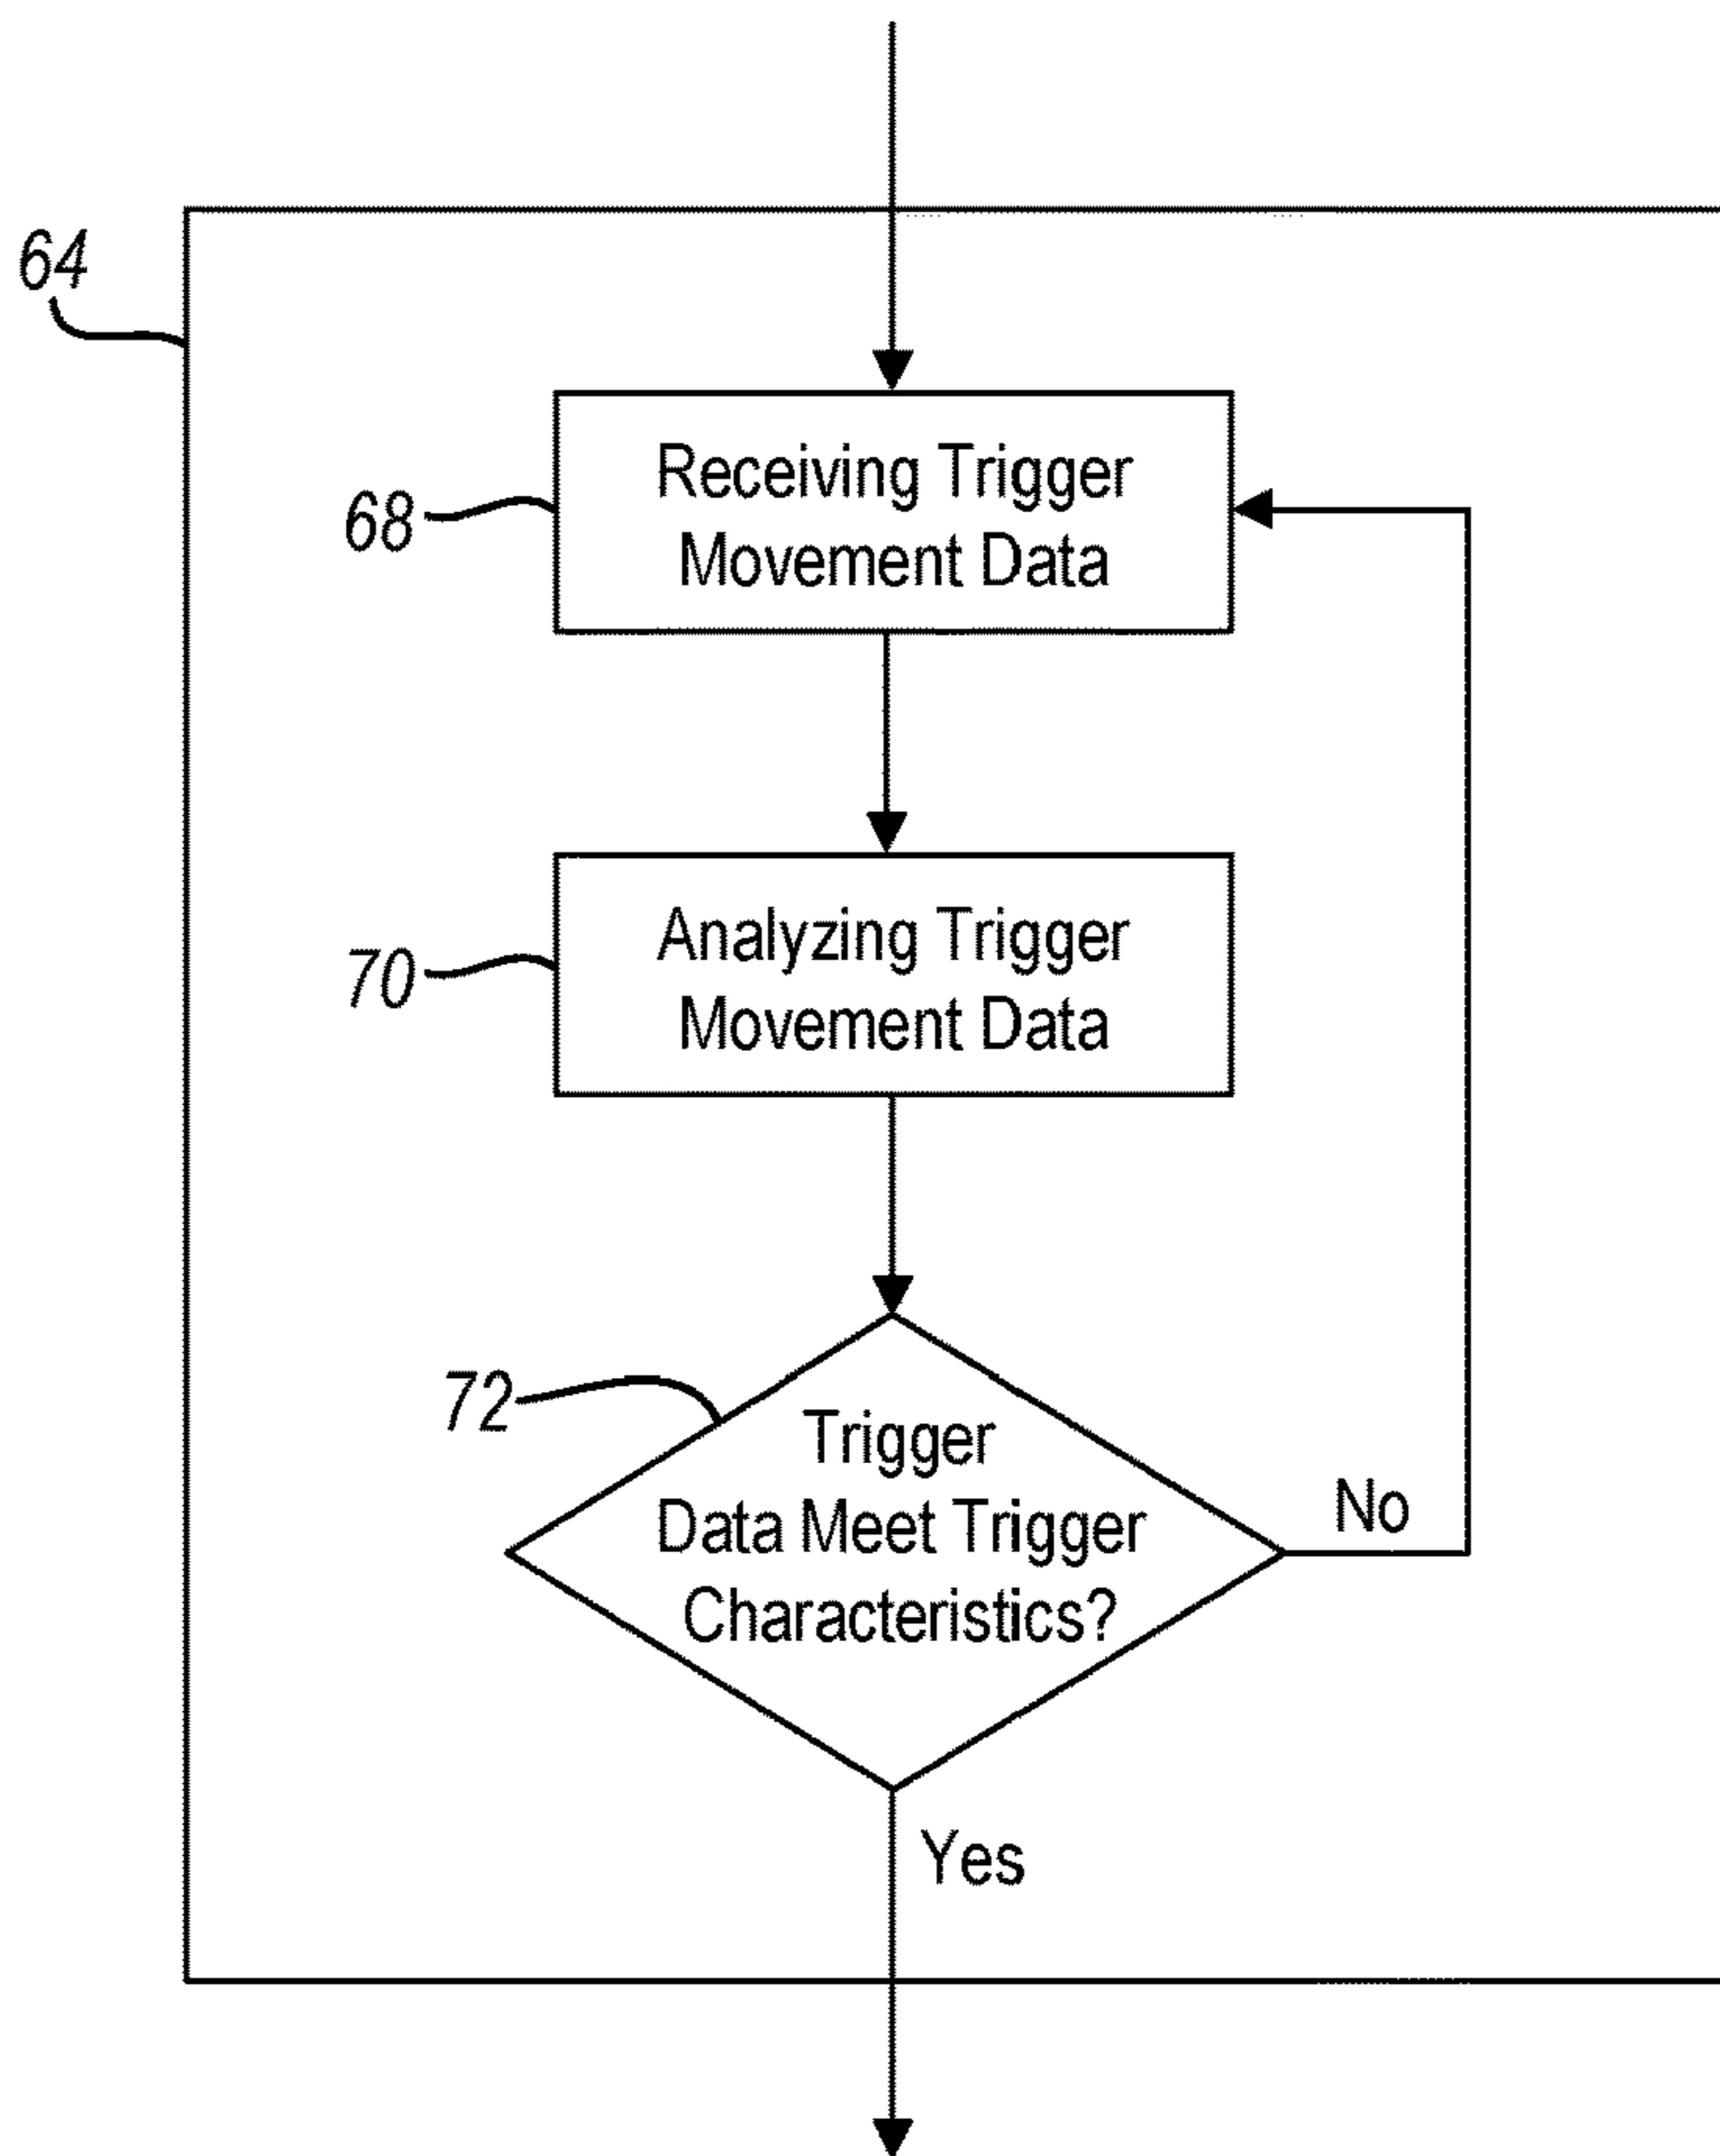 64
68
Receiving Trigger
Movement Data
70
Analyzing Trigger
Movement Data
72
Trigger
Data Meet Trigger
Characteristics?
No
Yes